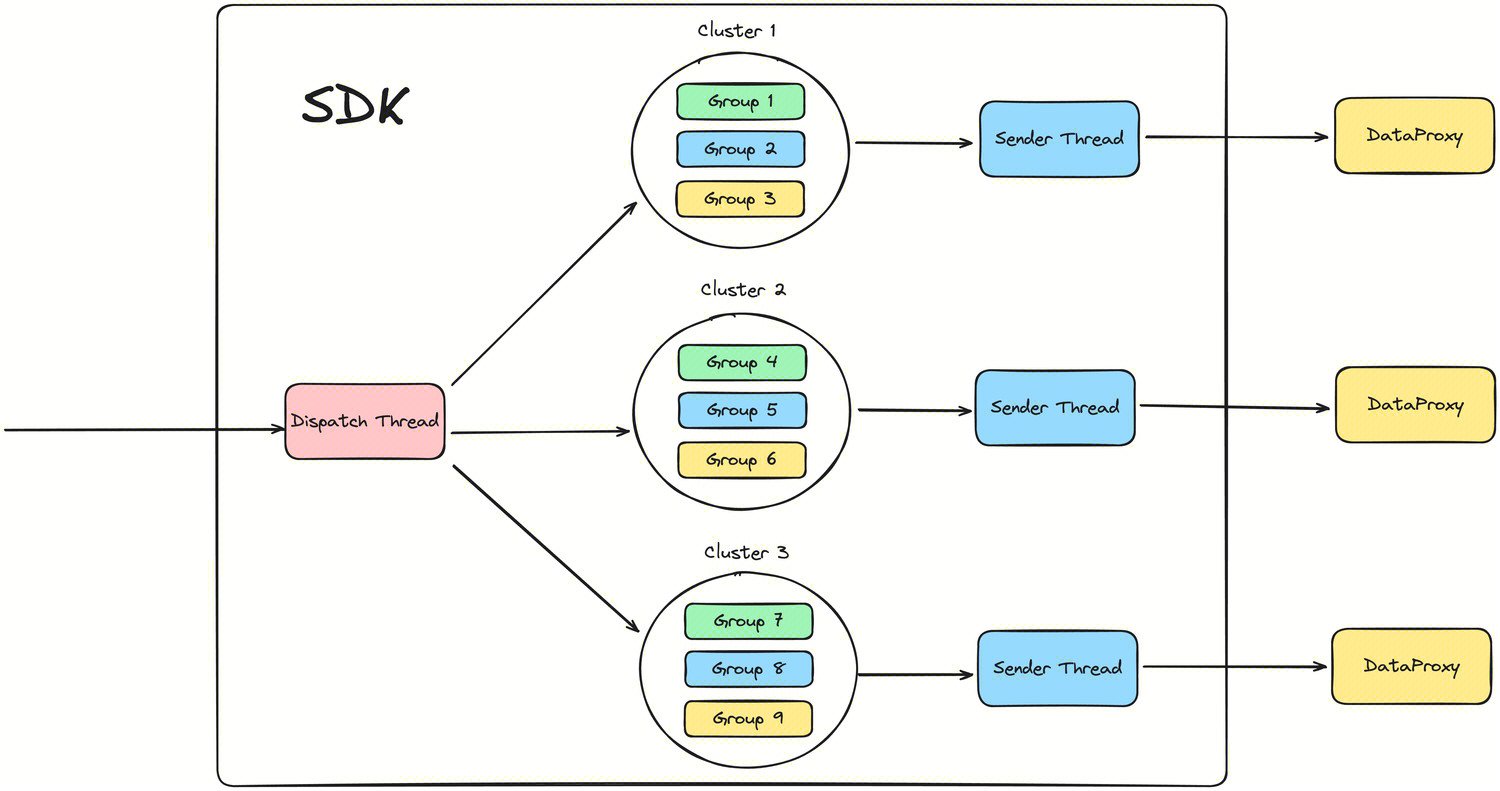 SDK
Cluster 1
Group 1
Group 2
Group 3
Sender Thread
DataProxy
Dispatch Thread
Cluster 2
Group 4
Group 5
Group 6
Sender Thread
DataProxy
Cluster 3
Group 7
Group 8
Group 9
Sender Thread
DataProxy